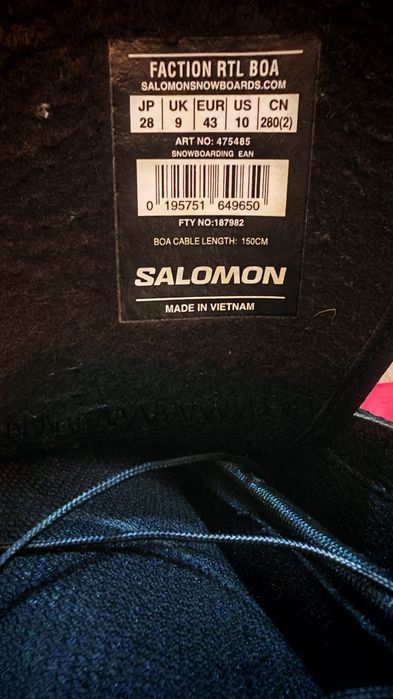 FACTION RTL BOA
SALOMONSNOWBOARDS.COM
JP UK EUR US CN
28 9 43 10 280(2)
ART NO: 475485
SNOWBOARDING EAN
0 195751 649650
FTY NO:187982
BOA CABLE LENGTH: 150CM
SALOMON
MADE IN VIETNAM